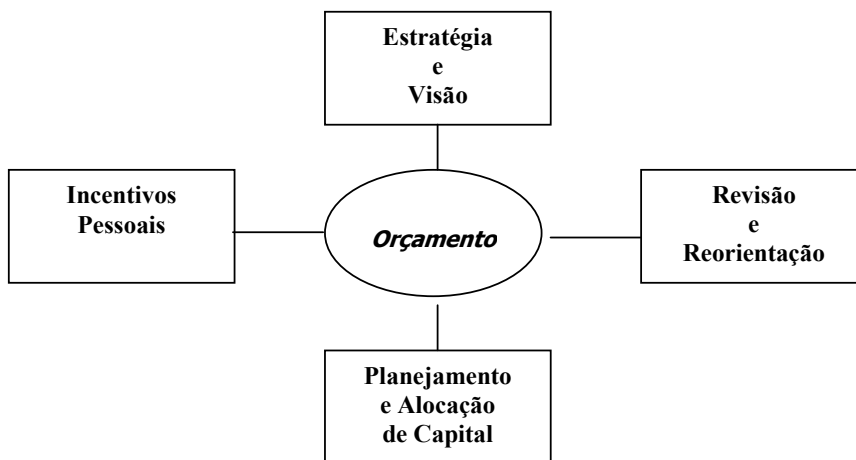 Estratégia
e
Visão
Incentivos
Pessoais
Orçamento
Revisão
e
Reorientação
Planejamento
e Alocação
de Capital